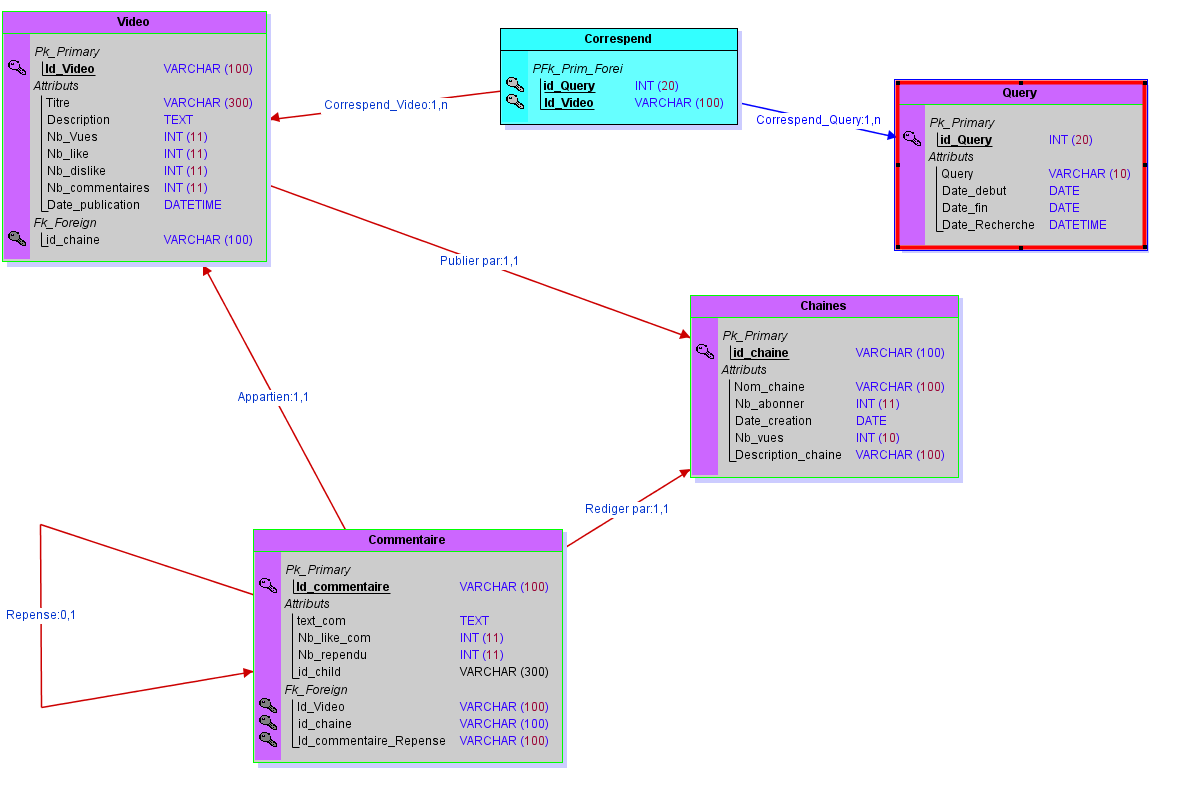 Video
Pk_Primary
Id_Video VARCHAR (100)
Attributs
Titre VARCHAR (300)
Description TEXT
Nb_Vues INT (11)
Nb_like INT (11)
Nb_dislike INT (11)
Nb_commentaires INT (11)
Date_publication DATETIME
Fk_Foreign
id_chaine VARCHAR (100)
Correspend_Video:1,n
Correspend
PFk_Prim_Forei
id_Query INT (20)
Id_Video VARCHAR (100)
Correspend_Query:1,n
Query
Pk_Primary
id_Query INT (20)
Attributs
Query VARCHAR (10)
Date_debut DATE
Date_fin DATE
Date_Recherche DATETIME
Publier par:1,1
Chaines
Pk_Primary
id_chaine VARCHAR (100)
Attributs
Nom_chaine VARCHAR (100)
Nb_abonner INT (11)
Date_creation DATE
Nb_vues INT (10)
Description_chaine VARCHAR (100)
Appartien:1,1
Rediger par:1,1
Repense:0,1
Commentaire
Pk_Primary
Id_commentaire VARCHAR (100)
Attributs
text_com TEXT
Nb_like_com INT (11)
Nb_rependu INT (11)
id_child VARCHAR (300)
Fk_Foreign
Id_Video VARCHAR (100)
id_chaine VARCHAR (100)
Id_commentaire_Repense VARCHAR (100)